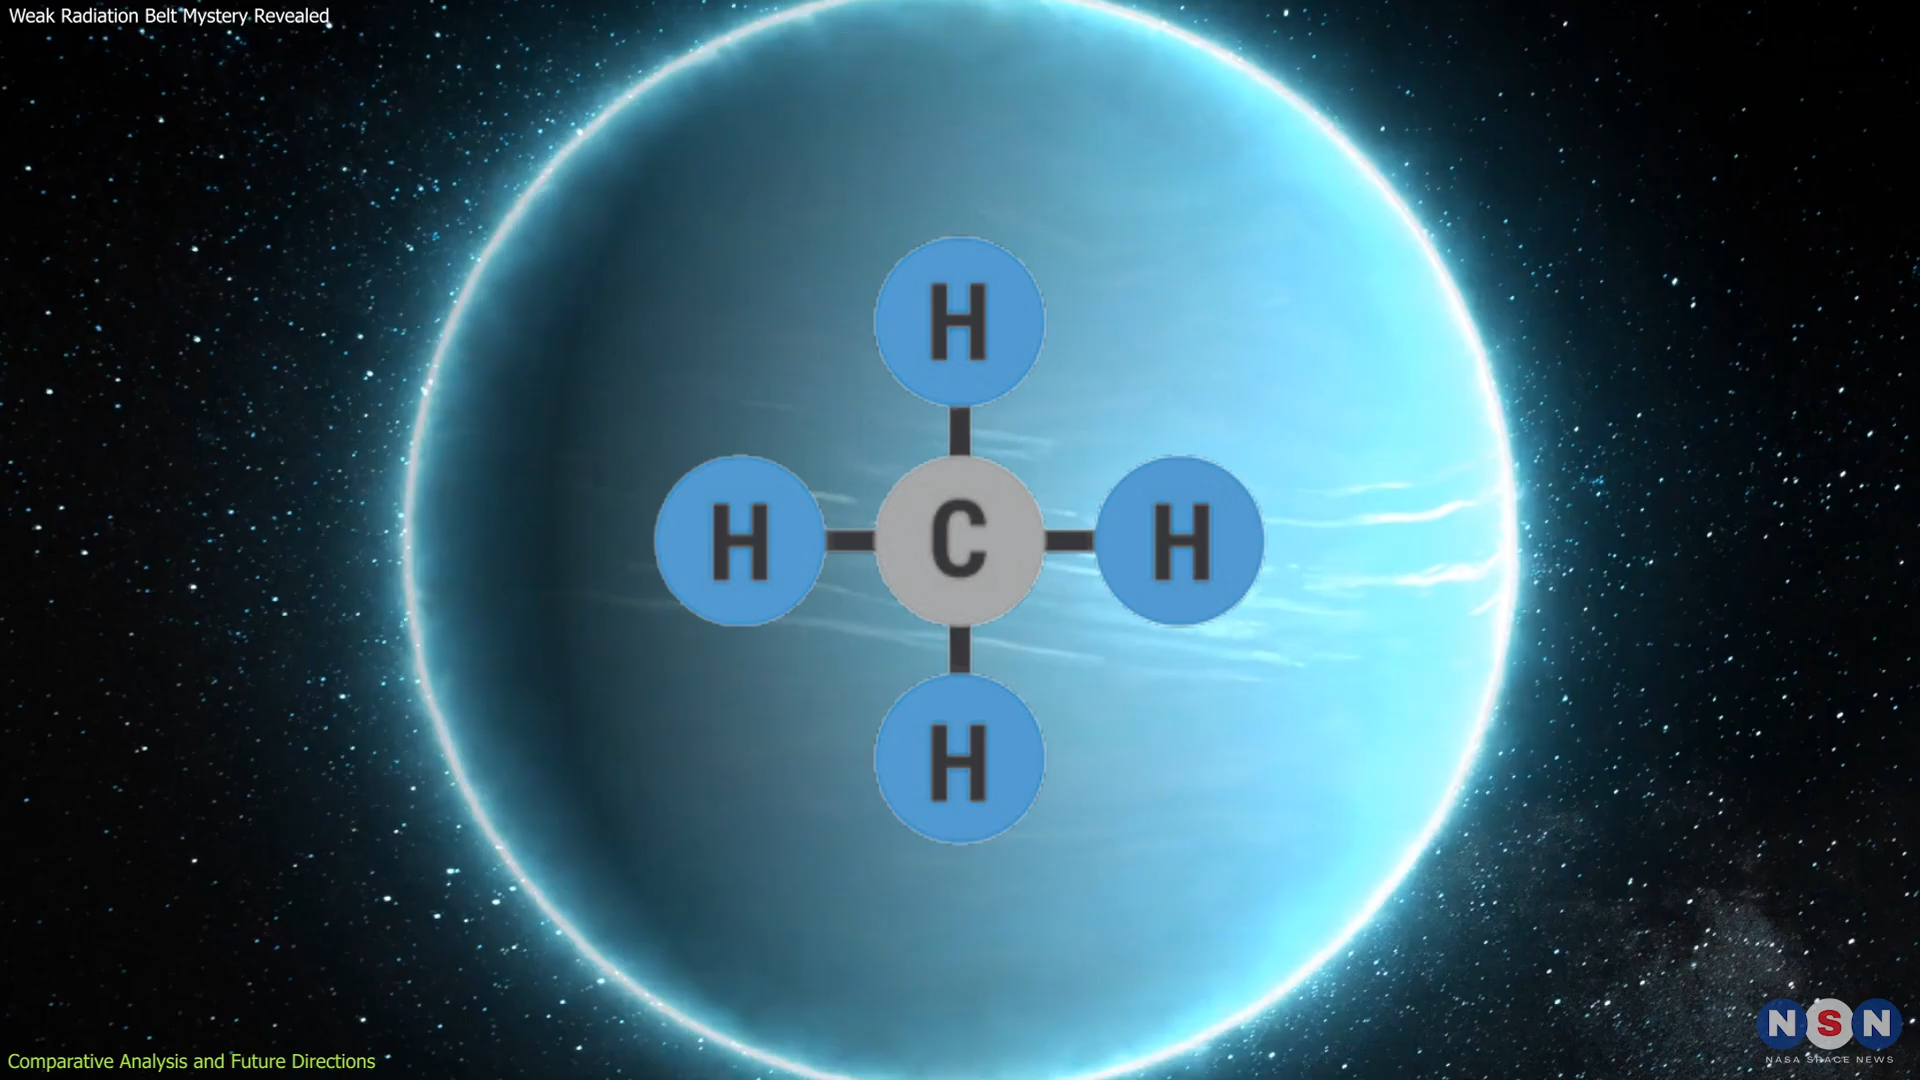 Weak Radiation Belt Mystery Revealed
H
H C H
H
Comparative Analysis and Future Directions
NSN
NASA SPACE NEWS